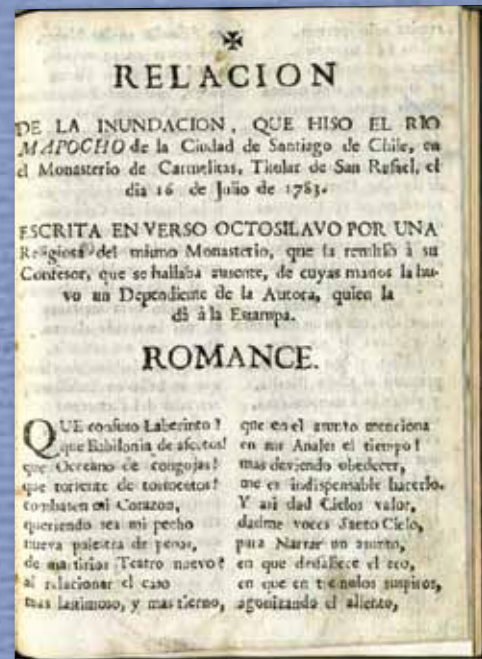 RELACION
DE LA INUNDACION, QUE HISO EL RIO
MAPOCHO de la Ciudad de Santiago de Chile, en
el Monasterio de Carmelitas, Titular de San Rafael, el
dia 16 de Julio de 1783.
ESCRITA EN VERSO OCTOSILAVO POR UNA
Religiosa del mismo Monasterio, que la remitió à su
Confesor, que se hallaba ausente, de cuyas manos la hu-
vo un Dependiente de la Autora, quien la
dà à la Estampa.
ROMANCE.
QUE confuso Laberinto!
que Babilonia de afectos!
que Occeano de congojas!
que torrente de tormentos!
combaten mi Corazon,
queriendo sea mi pecho
nueva palestra de penas,
de martirios Teatro nuevo!
al relacionar el caso
mas lastimoso, y mas tierno,
que en el asunto menciona
en sus Anales el tiempo!
mas deviendo obedecer,
me es indispensable hacerlo.
Y asi dad Cielos valor,
dadme voces Sacro Cielo,
para Narrar un asunto,
en que desfallece el eco,
en que en tremulos suspiros,
agonizando el aliento,